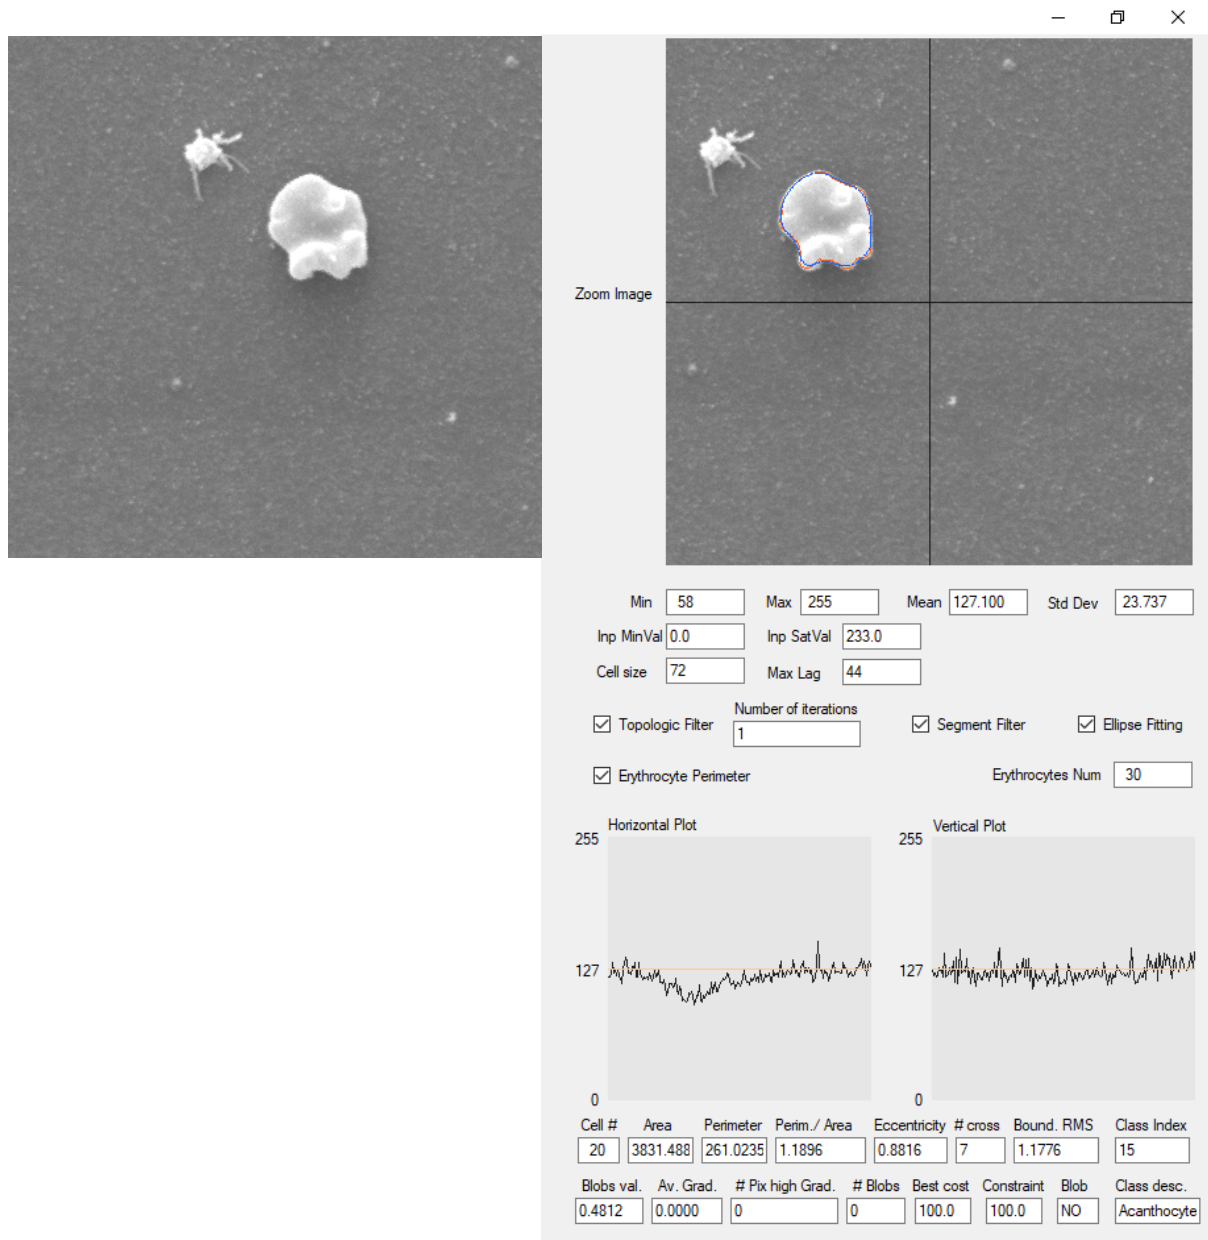 Zoom Image
Min 58 Max 255 Mean 127.100 Std Dev 23.737
Inp MinVal 0.0 Inp SatVal 233.0
Cell size 72 Max Lag 44
Number of iterations
Topologic Filter 1 Segment Filter Ellipse Fitting
Erythrocyte Perimeter Erythrocytes Num 30
Horizontal Plot Vertical Plot
255 255
127 127
0 0
Cell # Area Perimeter Perim./ Area Eccentricity # cross Bound. RMS Class Index
20 3831.488 261.0235 1.1896 0.8816 7 1.1776 15
Blobs val. Av. Grad. # Pix high Grad. # Blobs Best cost Constraint Blob Class desc.
0.4812 0.0000 0 0 100.0 100.0 NO Acanthocyte